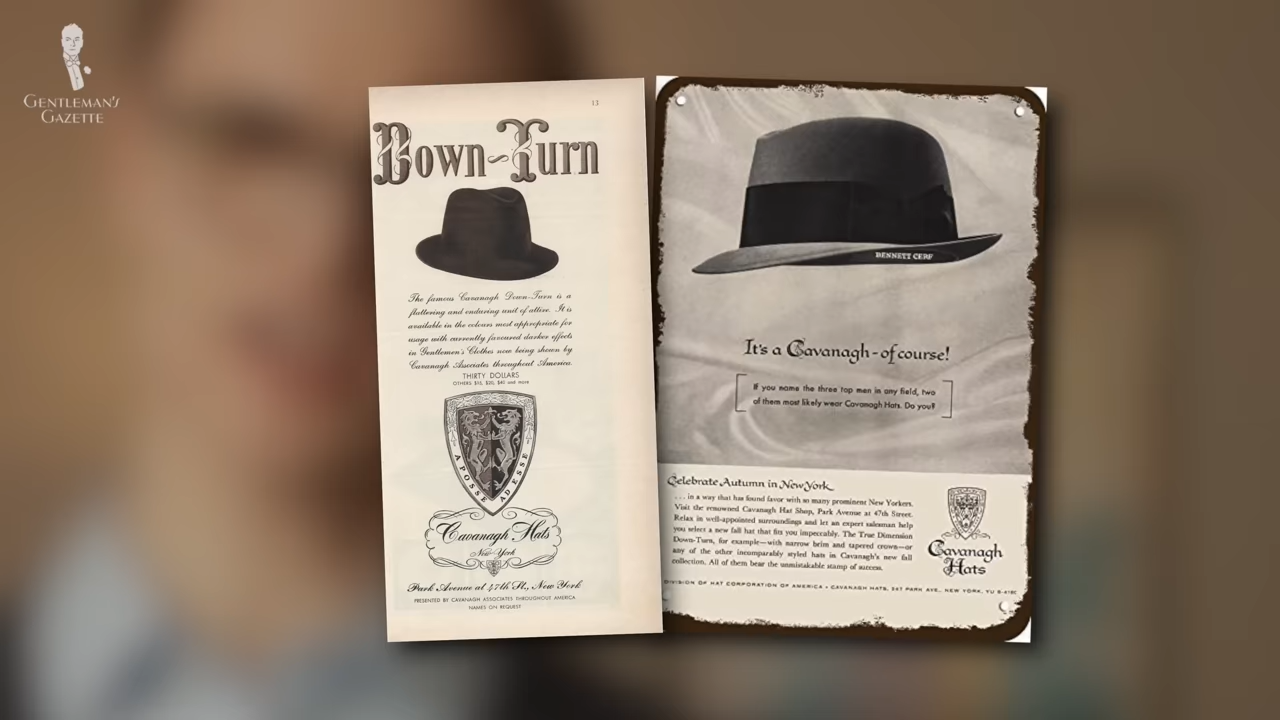 GENTLEMAN'S
GAZETTE
13
Down-Turn
The famous Cavanagh Down-Turn is a
flattering and enduring unit of attire. It is
available in the colours most appropriate for
usage with currently favoured darker effects
in Gentlemen's Clothes now being shown by
Cavanagh Associates throughout America.
THIRTY DOLLARS
OTHERS $15, $20, $40 and more
A POSSE AD ESSE
Cavanagh Hats
New York
Park Avenue at 47th St., New York
PRESENTED BY CAVANAGH ASSOCIATES THROUGHOUT AMERICA
NAMES ON REQUEST
BENNETT CERF
It's a Cavanagh-of course!
If you name the three top men in any field, two
of them most likely wear Cavanagh Hats. Do you?
Celebrate Autumn in New York
. . . in a way that has found favor with so many prominent New Yorkers.
Visit the renowned Cavanagh Hat Shop, Park Avenue at 47th Street.
Relax in well-appointed surroundings and let an expert salesman help
you select a new fall hat that fits you impeccably. The True Dimension
Down-Turn, for example—with narrow brim and tapered crown—or
any of the other incomparably styled hats in Cavanagh's new fall
collection. All of them bear the unmistakable stamp of success.
Cavanagh
Hats
DIVISION OF HAT CORPORATION OF AMERICA • CAVANAGH HATS, 247 PARK AVE., NEW YORK, YU